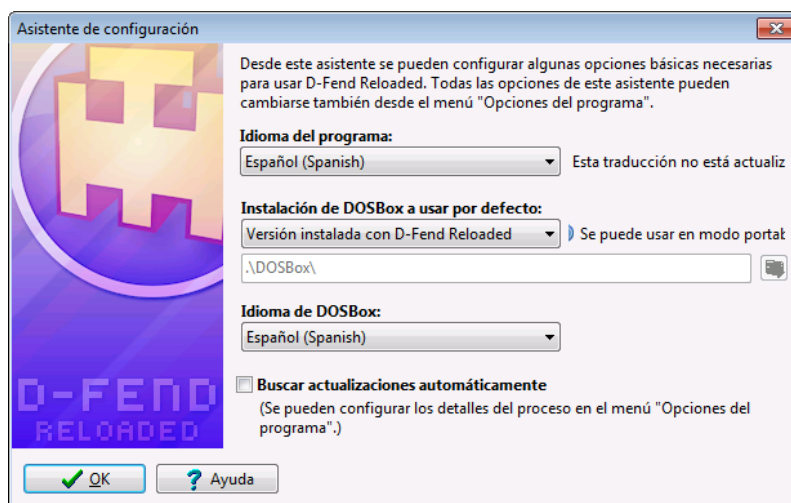 Asistente de configuración
Desde este asistente se pueden configurar algunas opciones básicas necesarias
para usar D-Fend Reloaded. Todas las opciones de este asistente pueden
cambiarse también desde el menú "Opciones del programa".
Idioma del programa:
Español (Spanish)
Esta traducción no está actualiz
Instalación de DOSBox a usar por defecto:
Versión instalada con D-Fend Reloaded
Se puede usar en modo portat
.\DOSBox\
Idioma de DOSBox:
Español (Spanish)
Buscar actualizaciones automáticamente
(Se pueden configurar los detalles del proceso en el menú "Opciones del
programa".)
D-FEND
RELOADED
OK
Ayuda